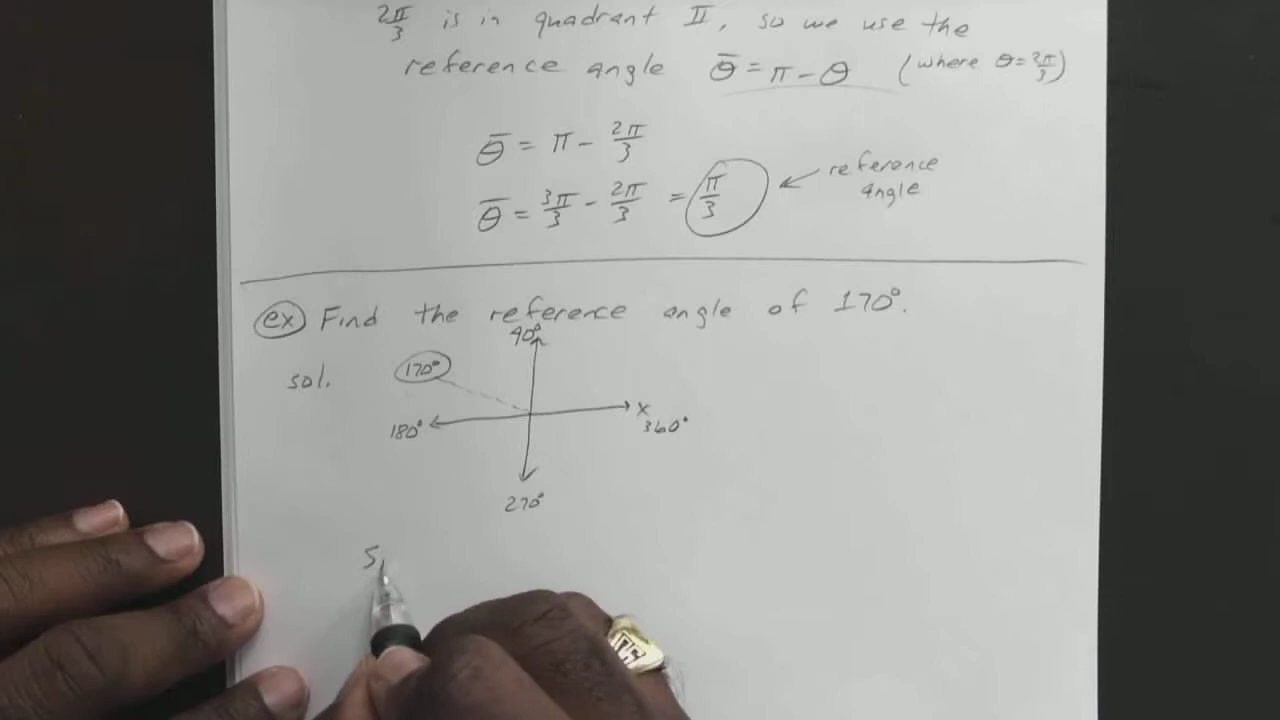 2π/3 is in quadrant II, so we use the
reference angle θ̄ = π - θ (where θ = 2π/3)
θ̄ = π - 2π/3
θ̄ = 3π/3 - 2π/3 = π/3 ← reference
angle
ex Find the reference angle of 170°.
90°
sol. 170°
x
180° 360°
270°